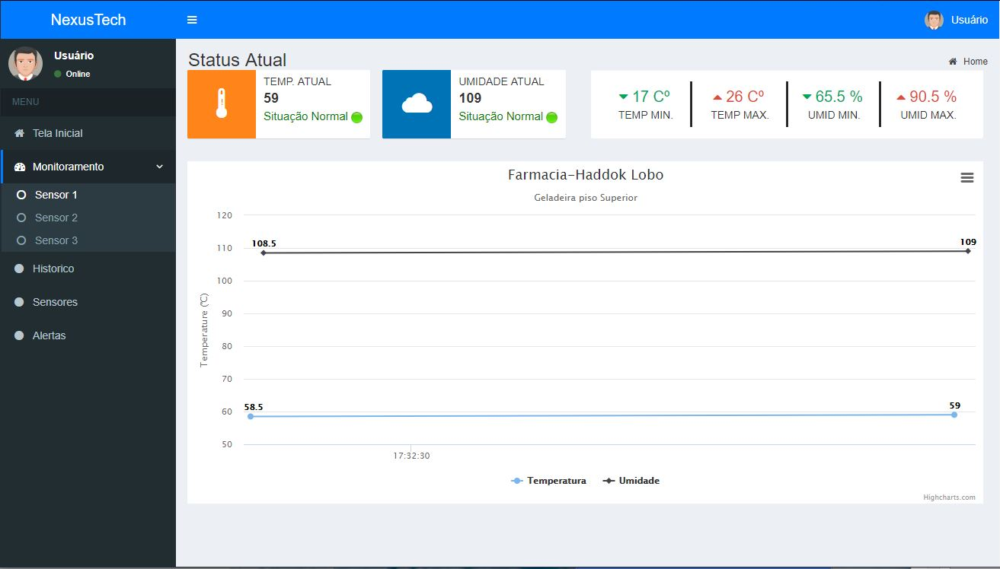 NexusTech
Usuário
Usuário
Online
MENU
Tela Inicial
Monitoramento
Sensor 1
Sensor 2
Sensor 3
Historico
Sensores
Alertas
Status Atual
Home
TEMP. ATUAL
59
Situação Normal
UMIDADE ATUAL
109
Situação Normal
17 Cº
TEMP MIN.
26 Cº
TEMP MAX.
65.5 %
UMID MIN.
90.5 %
UMID MAX.
Farmacia-Haddok Lobo
Geladeira piso Superior
Temperature (°C)
120
110
100
90
80
70
60
50
108.5
109
58.5
59
17:32:30
Temperatura
Umidade
Highcharts.com